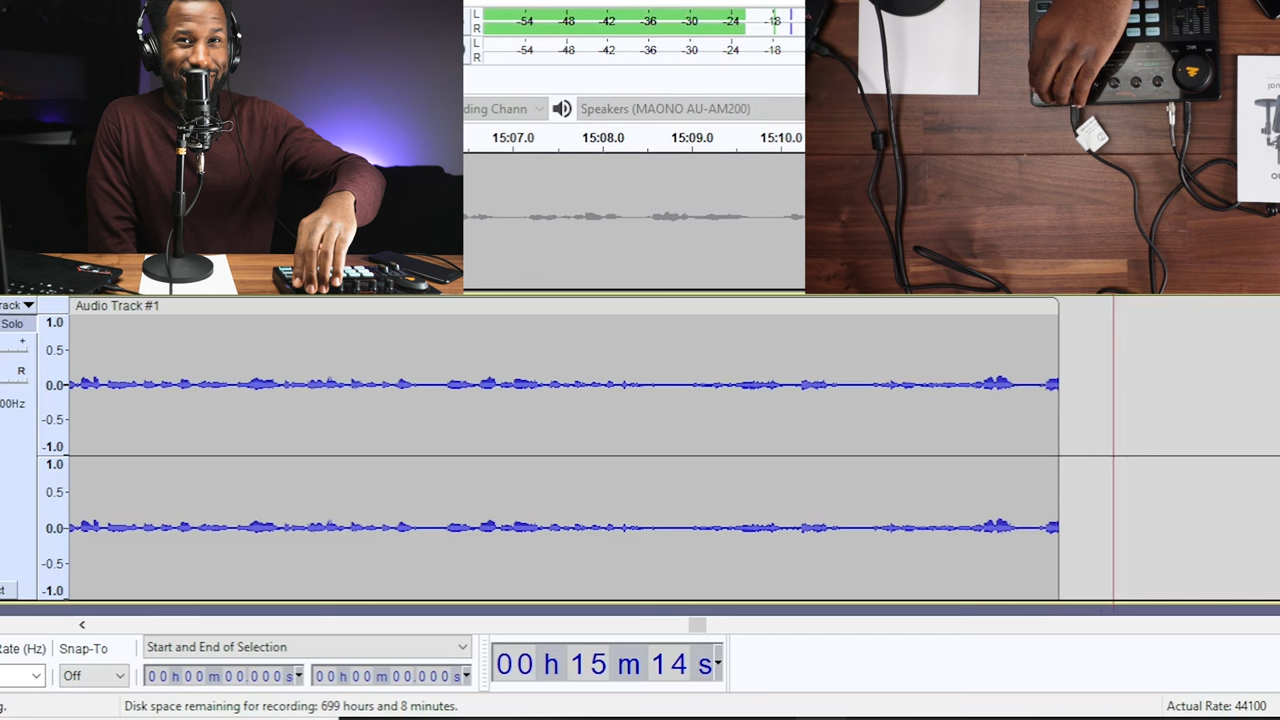 L
R
-54 -48 -42 -36 -30 -24 -18
L
R
-54 -48 -42 -36 -30 -24 -18
ding Chann Speakers (MAONO AU-AM200)
15:07.0 15:08.0 15:09.0 15:10.0
MIC
rack Audio Track #1
Solo
1.0
0.5
0.0
-0.5
-1.0
+
R
00Hz
1.0
0.5
0.0
-0.5
-1.0
ct
Rate (Hz) Snap-To Start and End of Selection
Off 00 h 00 m 00.000 s 00 h 00 m 00.000 s
00 h 15 m 14 s
g. Disk space remaining for recording: 699 hours and 8 minutes. Actual Rate: 44100